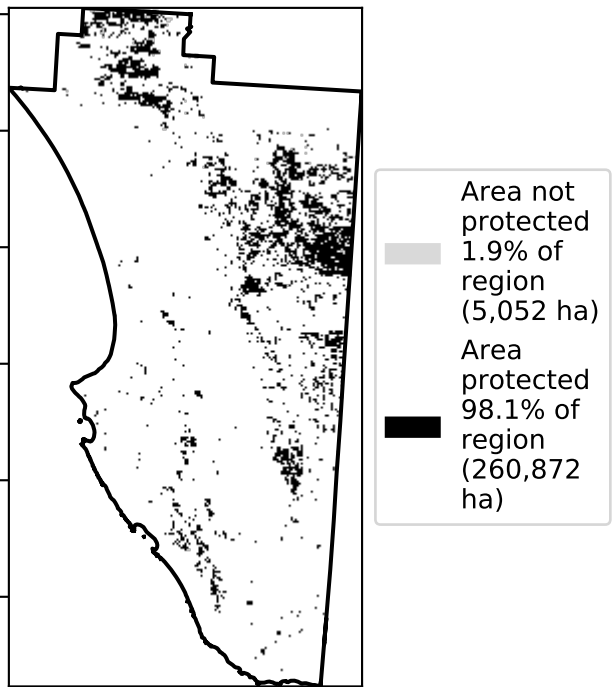 Area not
protected
1.9% of
region
(5,052 ha)
Area
protected
98.1% of
region
(260,872
ha)